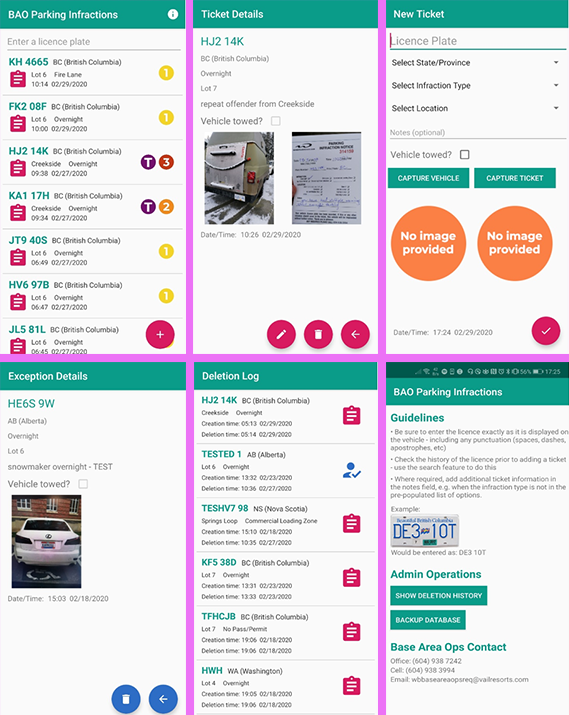 BAO Parking Infractions
Enter a licence plate
KH 4665 BC (British Columbia)
Lot 6 Fire Lane
10:14 02/29/2020
1
FK2 08F BC (British Columbia)
Lot 6 Overnight
10:00 02/29/2020
1
HJ2 14K BC (British Columbia)
Creekside Overnight
09:38 02/29/2020
T 3
KA1 17H BC (British Columbia)
Creekside Overnight
09:34 02/27/2020
T 2
JT9 40S BC (British Columbia)
Lot 6 Overnight
06:49 02/27/2020
1
HV6 97B BC (British Columbia)
Lot 6 Overnight
06:47 02/27/2020
1
JL5 81L BC (British Columbia)
Lot 6 Overnight
06:45 02/27/2020
Ticket Details
HJ2 14K
BC (British Columbia)
Overnight
Lot 7
repeat offender from Creekside
Vehicle towed?
PARKING
INFRACTION NOTICE
Date/Time: 10:26 02/29/2020
New Ticket
Licence Plate
Select State/Province
Select Infraction Type
Select Location
Notes (optional)
Vehicle towed?
CAPTURE VEHICLE CAPTURE TICKET
No image
provided
No image
provided
Date/Time: 17:24 02/29/2020
Exception Details
HE6S 9W
AB (Alberta)
Overnight
Lot 6
snowmaker overnight - TEST
Vehicle towed?
Date/Time: 15:03 02/18/2020
Deletion Log
HJ2 14K BC (British Columbia)
Creekside Overnight
Creation time: 05:13 02/29/2020
Deletion time: 05:14 02/29/2020
TESTED 1 AB (Alberta)
Lot 6 Overnight
Creation time: 13:32 02/23/2020
Deletion time: 10:36 02/27/2020
TESHV7 98 NS (Nova Scotia)
Springs Loop Commercial Loading Zone
Creation time: 15:10 02/18/2020
Deletion time: 10:35 02/27/2020
KF5 38D BC (British Columbia)
Lot 7 Overnight
Creation time: 13:31 02/23/2020
Deletion time: 13:33 02/23/2020
TFHCJB BC (British Columbia)
Lot 7 No Pass/Permit
Creation time: 19:06 02/18/2020
Deletion time: 19:06 02/18/2020
HWH WA (Washington)
Lot 4 Overnight
Creation time: 19:05 02/18/2020
Deletion time: 19:06 02/18/2020
56% 17:25
BAO Parking Infractions
Guidelines
• Be sure to enter the licence exactly as it is displayed on
the vehicle - including any punctuation (spaces, dashes,
apostrophes, etc)
• Check the history of the licence prior to adding a ticket
- use the search feature to do this
• Where required, add additional ticket information in
the notes field, e.g. when the infraction type is not in the
pre-populated list of options.
Example:
Beautiful British Columbia
DE3 10T
Would be entered as: DE3 10T
Admin Operations
SHOW DELETION HISTORY
BACKUP DATABASE
Base Area Ops Contact
Office: (604) 938 7242
Cell: (604) 938 3994
Email: wbbaseareaopsreq@vailresorts.com